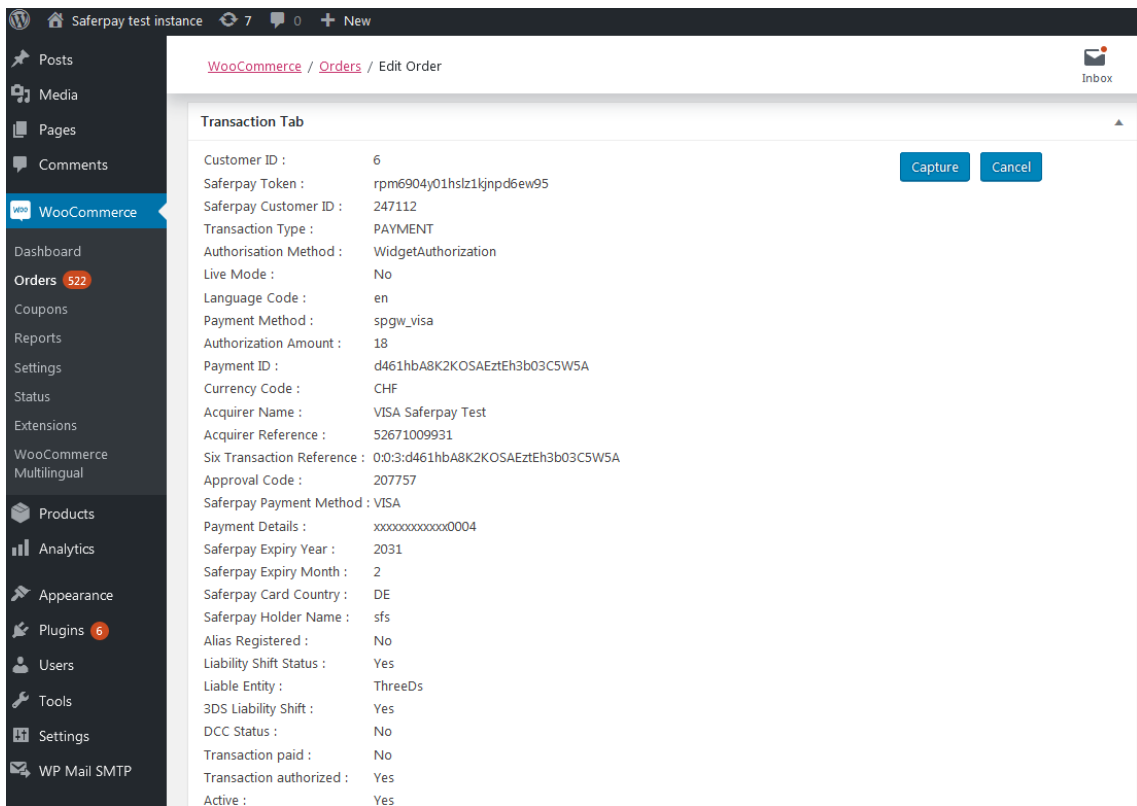 Saferpay test instance 7 0 + New
Posts
Media
Pages
Comments
WOO WooCommerce
Dashboard
Orders 522
Coupons
Reports
Settings
Status
Extensions
WooCommerce
Multilingual
Products
Analytics
Appearance
Plugins 6
Users
Tools
Settings
WP Mail SMTP
WooCommerce / Orders / Edit Order
Inbox
Transaction Tab
Capture Cancel
Customer ID : 6
Saferpay Token : rpm6904y01hslz1kjnpd6ew95
Saferpay Customer ID : 247112
Transaction Type : PAYMENT
Authorisation Method : WidgetAuthorization
Live Mode : No
Language Code : en
Payment Method : spgw_visa
Authorization Amount : 18
Payment ID : d461hbA8K2KOSAEztEh3b03C5W5A
Currency Code : CHF
Acquirer Name : VISA Saferpay Test
Acquirer Reference : 52671009931
Six Transaction Reference : 0:0:3:d461hbA8K2KOSAEztEh3b03C5W5A
Approval Code : 207757
Saferpay Payment Method : VISA
Payment Details : xxxxxxxxxxxx0004
Saferpay Expiry Year : 2031
Saferpay Expiry Month : 2
Saferpay Card Country : DE
Saferpay Holder Name : sfs
Alias Registered : No
Liability Shift Status : Yes
Liable Entity : ThreeDs
3DS Liability Shift : Yes
DCC Status : No
Transaction paid : No
Transaction authorized : Yes
Active : Yes